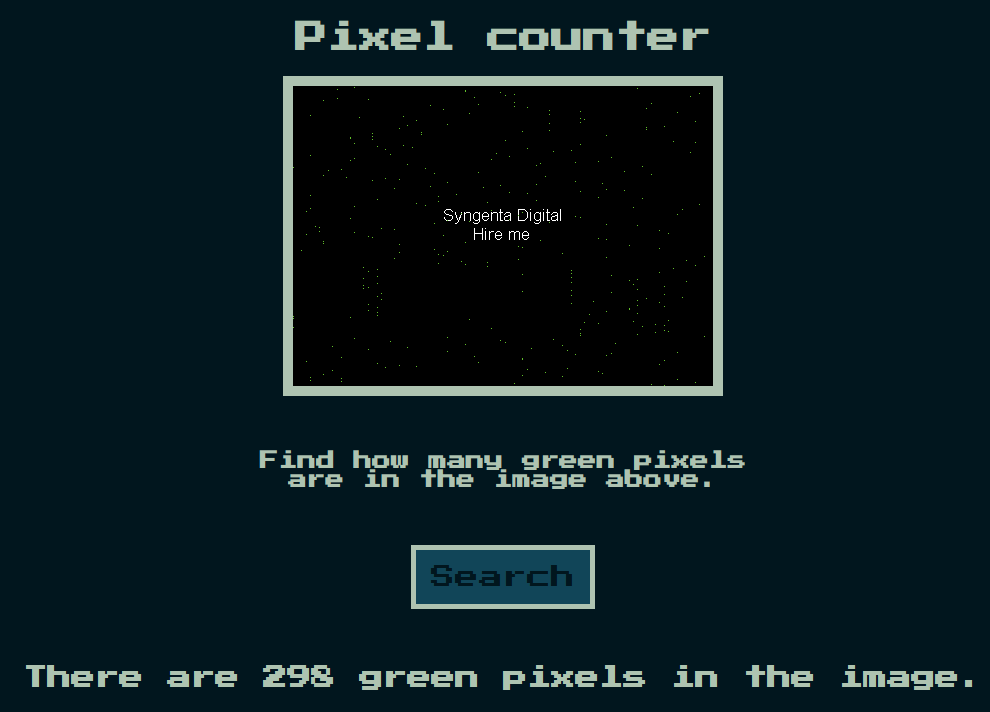 Pixel counter
Syngenta Digital
Hire me
Find how many green pixels
are in the image above.
Search
There are 298 green pixels in the image.